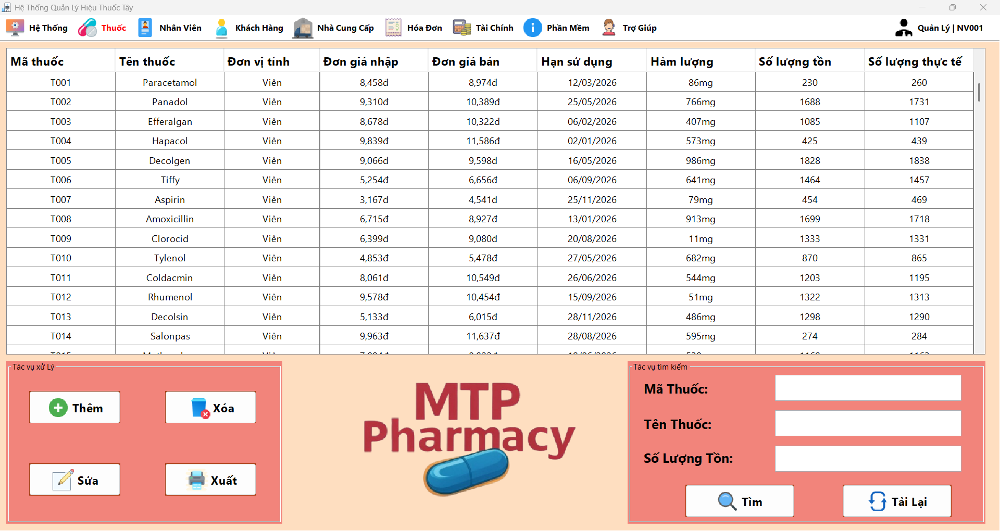 Hệ Thống Quản Lý Hiệu Thuốc Tây
Hệ Thống Thuốc Nhân Viên Khách Hàng Nhà Cung Cấp Hóa Đơn Tài Chính Phần Mềm Trợ Giúp Quản Lý | NV001
Mã thuốc Tên thuốc Đơn vị tính Đơn giá nhập Đơn giá bán Hạn sử dụng Hàm lượng Số lượng tồn Số lượng thực tế
T001 Paracetamol Viên 8,458đ 8,974đ 12/03/2026 86mg 230 260
T002 Panadol Viên 9,310đ 10,389đ 25/05/2026 766mg 1688 1731
T003 Efferalgan Viên 8,678đ 10,322đ 06/02/2026 407mg 1085 1107
T004 Hapacol Viên 9,839đ 11,586đ 02/01/2026 573mg 425 439
T005 Decolgen Viên 9,066đ 9,598đ 16/05/2026 986mg 1828 1838
T006 Tiffy Viên 5,254đ 6,656đ 06/09/2026 641mg 1464 1457
T007 Aspirin Viên 3,167đ 4,541đ 25/11/2026 79mg 454 469
T008 Amoxicillin Viên 6,715đ 8,927đ 13/01/2026 913mg 1699 1718
T009 Clorocid Viên 6,399đ 9,080đ 20/08/2026 11mg 1333 1331
T010 Tylenol Viên 4,853đ 5,478đ 27/05/2026 682mg 870 865
T011 Coldacmin Viên 8,061đ 10,549đ 26/06/2026 544mg 1203 1195
T012 Rhumenol Viên 9,578đ 10,454đ 15/09/2026 51mg 1322 1313
T013 Decolsin Viên 5,133đ 6,015đ 28/11/2026 486mg 1298 1290
T014 Salonpas Viên 9,963đ 11,637đ 28/08/2026 595mg 274 284
Tác vụ xử Lý
Thêm Xóa
Sửa Xuất
MTP
Pharmacy
Tác vụ tìm kiếm
Mã Thuốc:
Tên Thuốc:
Số Lượng Tồn:
Tìm Tải Lại